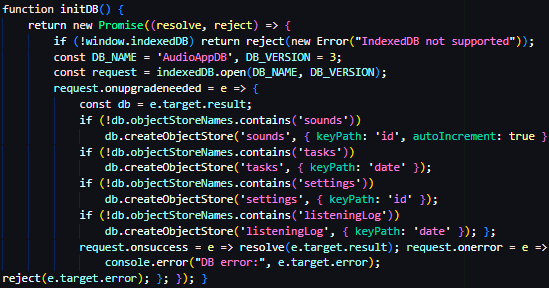 function initDB() {
    return new Promise((resolve, reject) => {
        if (!window.indexedDB) return reject(new Error("IndexedDB not supported"));
        const DB_NAME = 'AudioAppDB', DB_VERSION = 3;
        const request = indexedDB.open(DB_NAME, DB_VERSION);
        request.onupgradeneeded = e => {
            const db = e.target.result;
            if (!db.objectStoreNames.contains('sounds'))
                db.createObjectStore('sounds', { keyPath: 'id', autoIncrement: true }
            if (!db.objectStoreNames.contains('tasks'))
                db.createObjectStore('tasks', { keyPath: 'date' });
            if (!db.objectStoreNames.contains('settings'))
                db.createObjectStore('settings', { keyPath: 'id' });
            if (!db.objectStoreNames.contains('listeningLog'))
                db.createObjectStore('listeningLog', { keyPath: 'date' }); };
            request.onsuccess = e => resolve(e.target.result); request.onerror = e =>
                console.error("DB error:", e.target.error);
reject(e.target.error); }; }); }